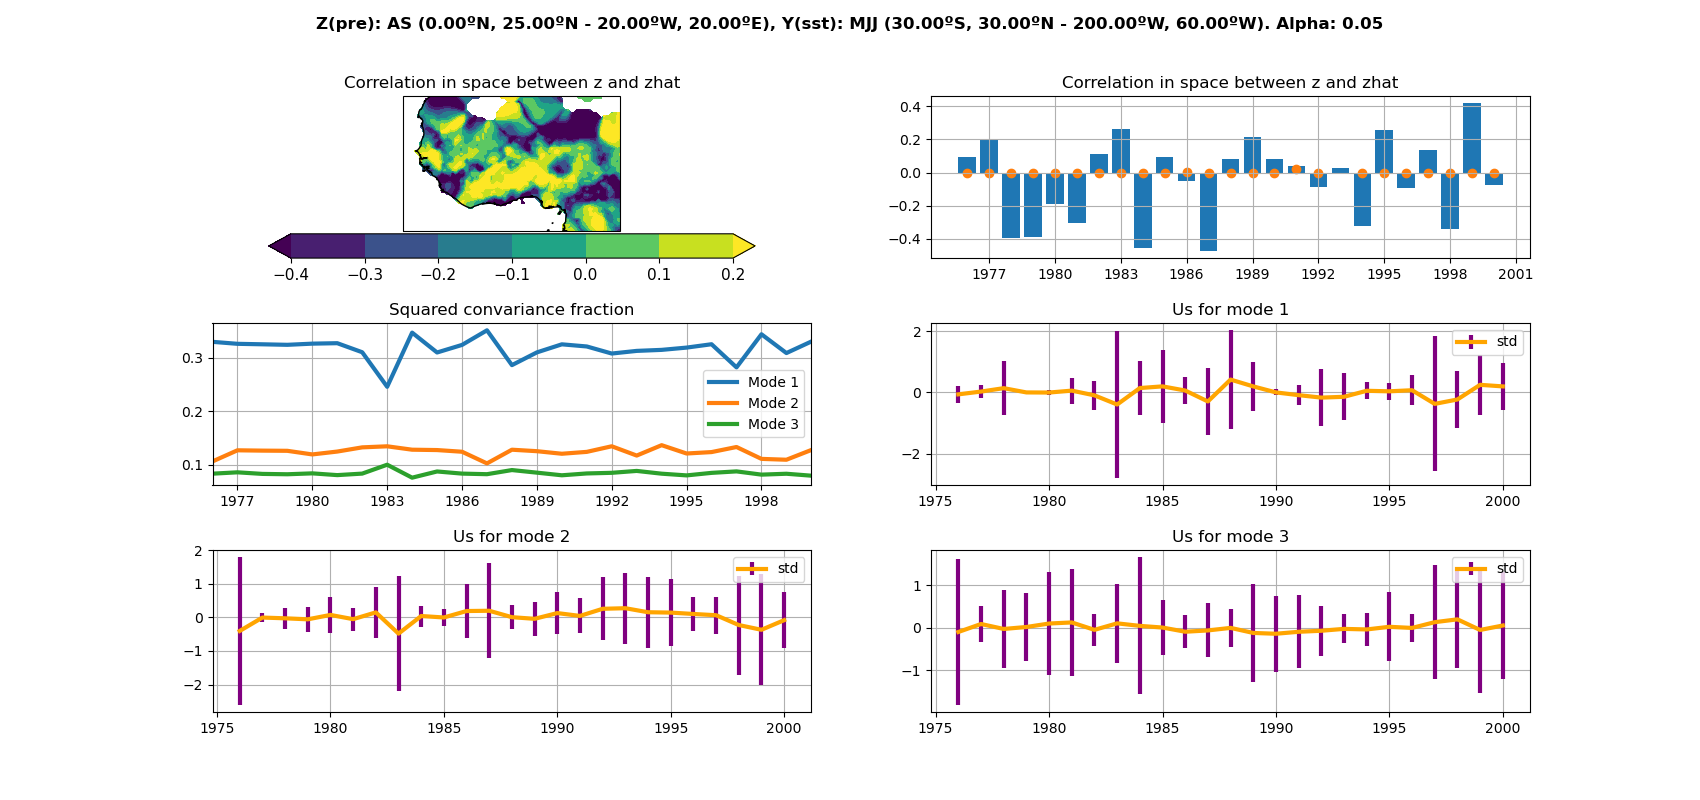 Z(pre): AS (0.00ºN, 25.00ºN - 20.00ºW, 20.00ºE), Y(sst): MJJ (30.00ºS, 30.00ºN - 200.00ºW, 60.00ºW). Alpha: 0.05
Correlation in space between z and zhat
−0.4 −0.3 −0.2 −0.1 0.0 0.1 0.2
Correlation in space between z and zhat
0.4
0.2
0.0
−0.2
−0.4
1977 1980 1983 1986 1989 1992 1995 1998 2001
Squared convariance fraction
0.3
0.2
0.1
Mode 1
Mode 2
Mode 3
1977 1980 1983 1986 1989 1992 1995 1998
Us for mode 1
2
0
−2
std
1975 1980 1985 1990 1995 2000
Us for mode 2
2
1
0
−1
−2
std
1975 1980 1985 1990 1995 2000
Us for mode 3
1
0
−1
std
1975 1980 1985 1990 1995 2000